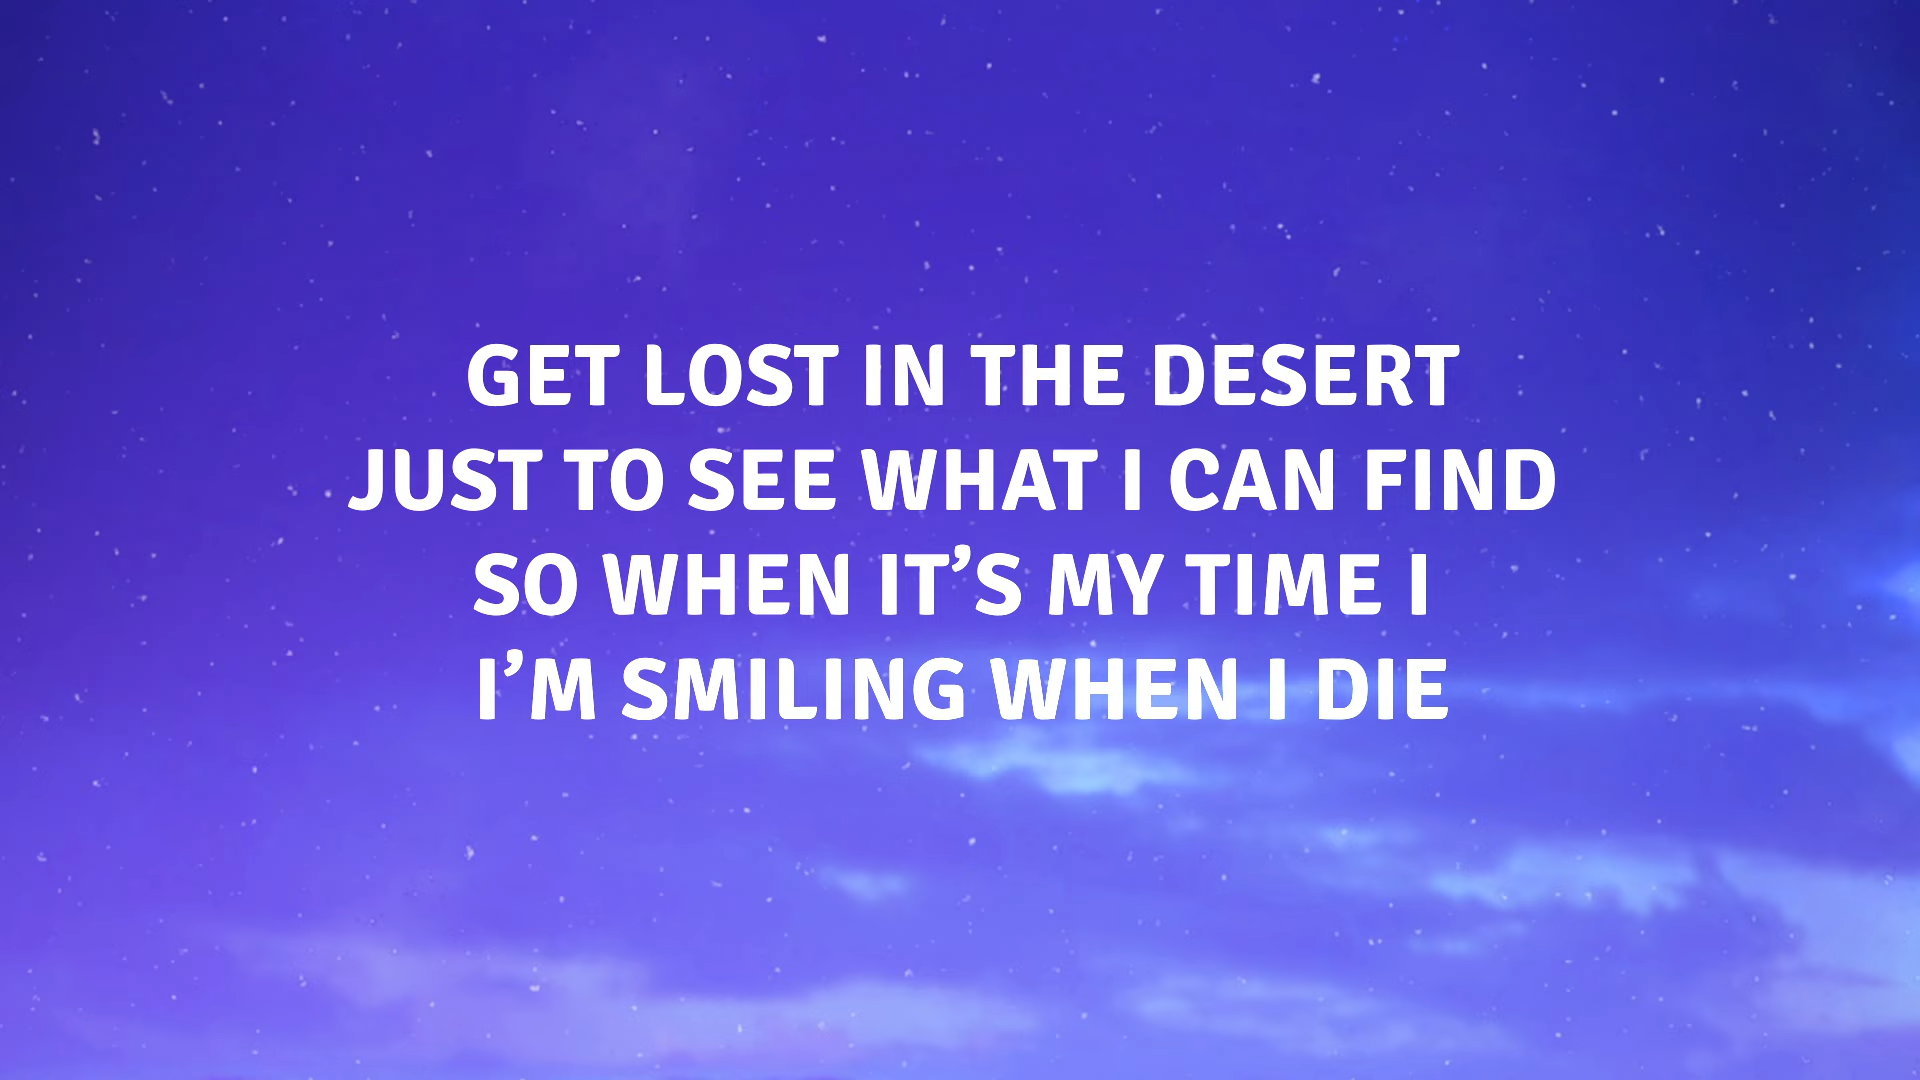 GET LOST IN THE DESERT
JUST TO SEE WHAT I CAN FIND
SO WHEN IT’S MY TIME I
I’M SMILING WHEN I DIE